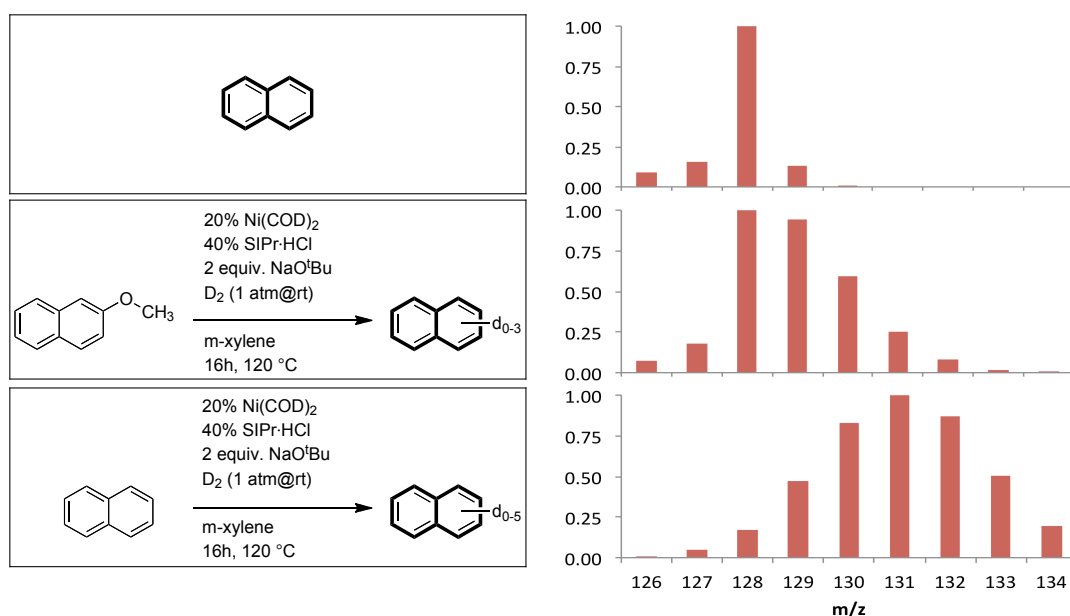 1.00
0.75
0.50
0.25
0.00
O
CH3
20% Ni(COD)2
40% SIPr·HCl
2 equiv. NaOtBu
D2 (1 atm@rt)
m-xylene
16h, 120 °C
d0-3
1.00
0.75
0.50
0.25
0.00
20% Ni(COD)2
40% SIPr·HCl
2 equiv. NaOtBu
D2 (1 atm@rt)
m-xylene
16h, 120 °C
d0-5
1.00
0.75
0.50
0.25
0.00
126 127 128 129 130 131 132 133 134
m/z